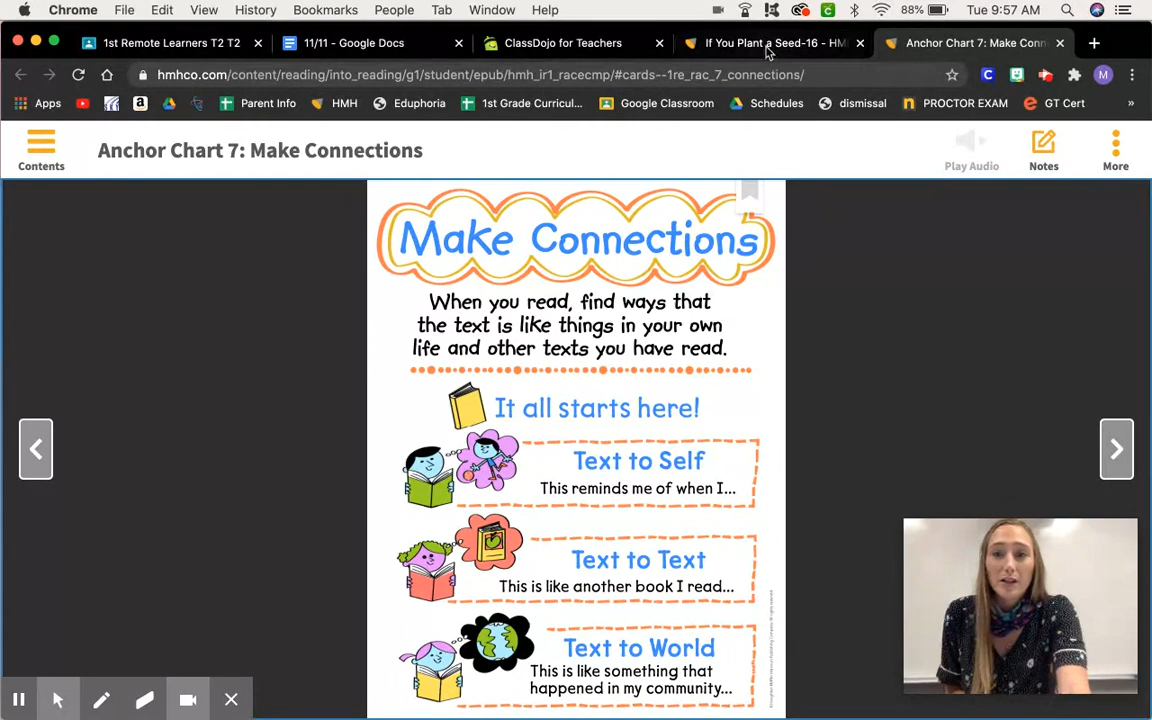 Chrome File Edit View History Bookmarks People Tab Window Help 88% Tue 9:57 AM
1st Remote Learners T2 T2
11/11 - Google Docs
ClassDojo for Teachers
If You Plant a Seed-16 - HM
Anchor Chart 7: Make Conn
hmhco.com/content/reading/into_reading/g1/student/epub/hmh_ir1_racecmp/#cards--1re_rac_7_connections/
M
Apps Parent Info HMH Eduphoria 1st Grade Curricul... Google Classroom Schedules dismissal PROCTOR EXAM GT Cert »
Contents
Anchor Chart 7: Make Connections
Play Audio
Notes
More
Make Connections
When you read, find ways that
the text is like things in your own
life and other texts you have read.
It all starts here!
Text to Self
This reminds me of when I...
Text to Text
This is like another book I read...
Text to World
This is like something that
happened in my community...